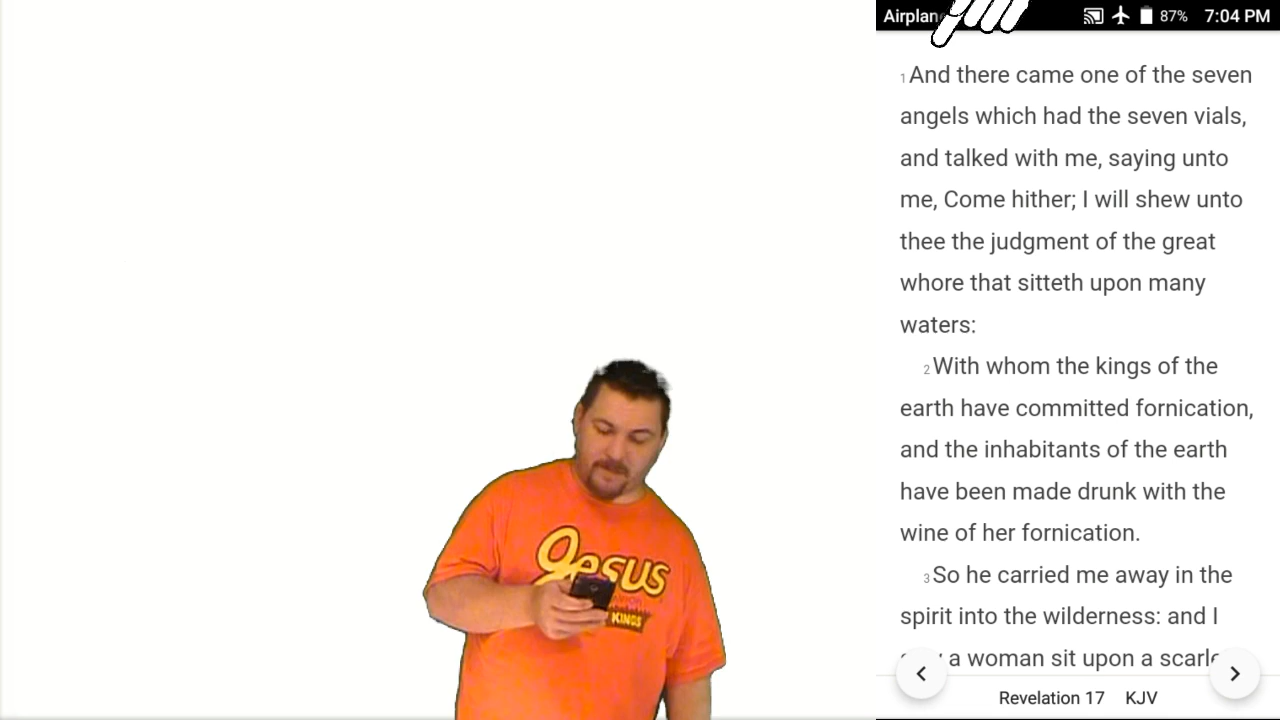 Airplan
87% 7:04 PM
1 And there came one of the seven
angels which had the seven vials,
and talked with me, saying unto
me, Come hither; I will shew unto
thee the judgment of the great
whore that sitteth upon many
waters:
2 With whom the kings of the
earth have committed fornication,
and the inhabitants of the earth
have been made drunk with the
wine of her fornication.
3 So he carried me away in the
spirit into the wilderness: and I
a woman sit upon a scarle
Revelation 17 KJV
Jesus
KINGS